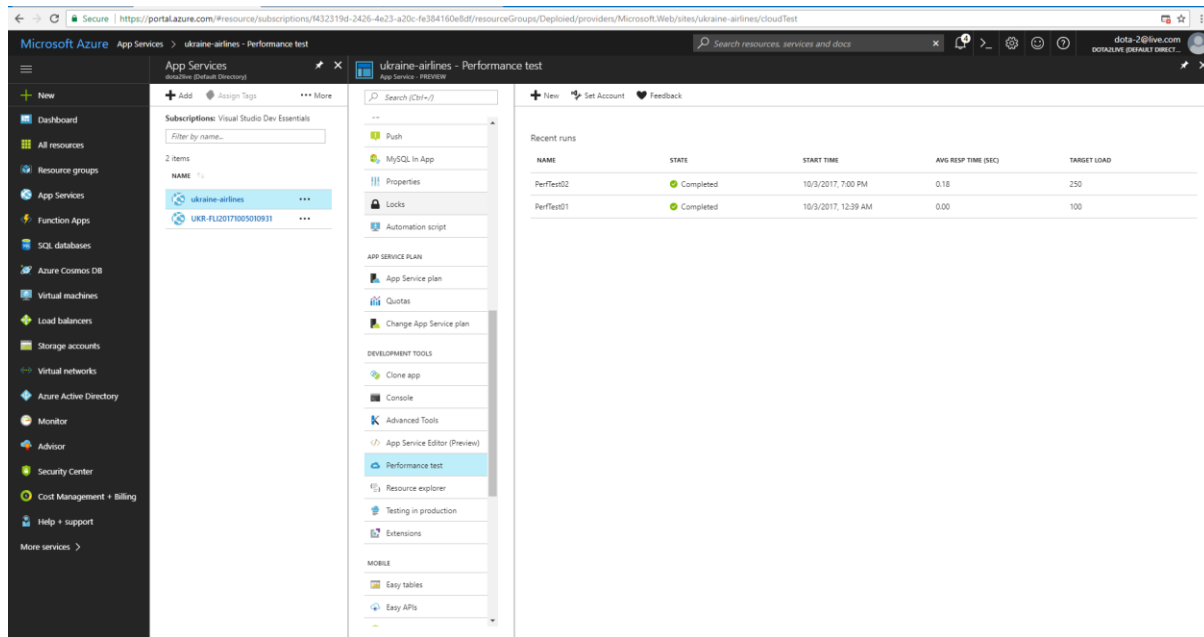 Secure | https://portal.azure.com/#resource/subscriptions/f432319d-2426-4e23-a20c-fe384160e8df/resourceGroups/Deploied/providers/Microsoft.Web/sites/ukraine-airlines/cloudTest
Microsoft Azure App Services > ukraine-airlines - Performance test
Search resources, services and docs
4
dota-2@live.com
DOTA2LIVE (DEFAULT DIRECT...
New
Dashboard
All resources
Resource groups
App Services
Function Apps
SQL databases
Azure Cosmos DB
Virtual machines
Load balancers
Storage accounts
Virtual networks
Azure Active Directory
Monitor
Advisor
Security Center
Cost Management + Billing
Help + support
More services >
App Services
dota2live (Default Directory)
Add Assign Tags ••• More
Subscriptions: Visual Studio Dev Essentials
Filter by name...
2 items
NAME
ukraine-airlines •••
UKR-FLI20171005010931 •••
ukraine-airlines - Performance test
App Service - PREVIEW
Search (Ctrl+/)
Push
MySQL In App
Properties
Locks
Automation script
APP SERVICE PLAN
App Service plan
Quotas
Change App Service plan
DEVELOPMENT TOOLS
Clone app
Console
Advanced Tools
App Service Editor (Preview)
Performance test
Resource explorer
Testing in production
Extensions
MOBILE
Easy tables
Easy APIs
New Set Account Feedback
Recent runs
NAME STATE START TIME AVG RESP TIME (SEC) TARGET LOAD
PerfTest02 Completed 10/3/2017, 7:00 PM 0.18 250
PerfTest01 Completed 10/3/2017, 12:39 AM 0.00 100